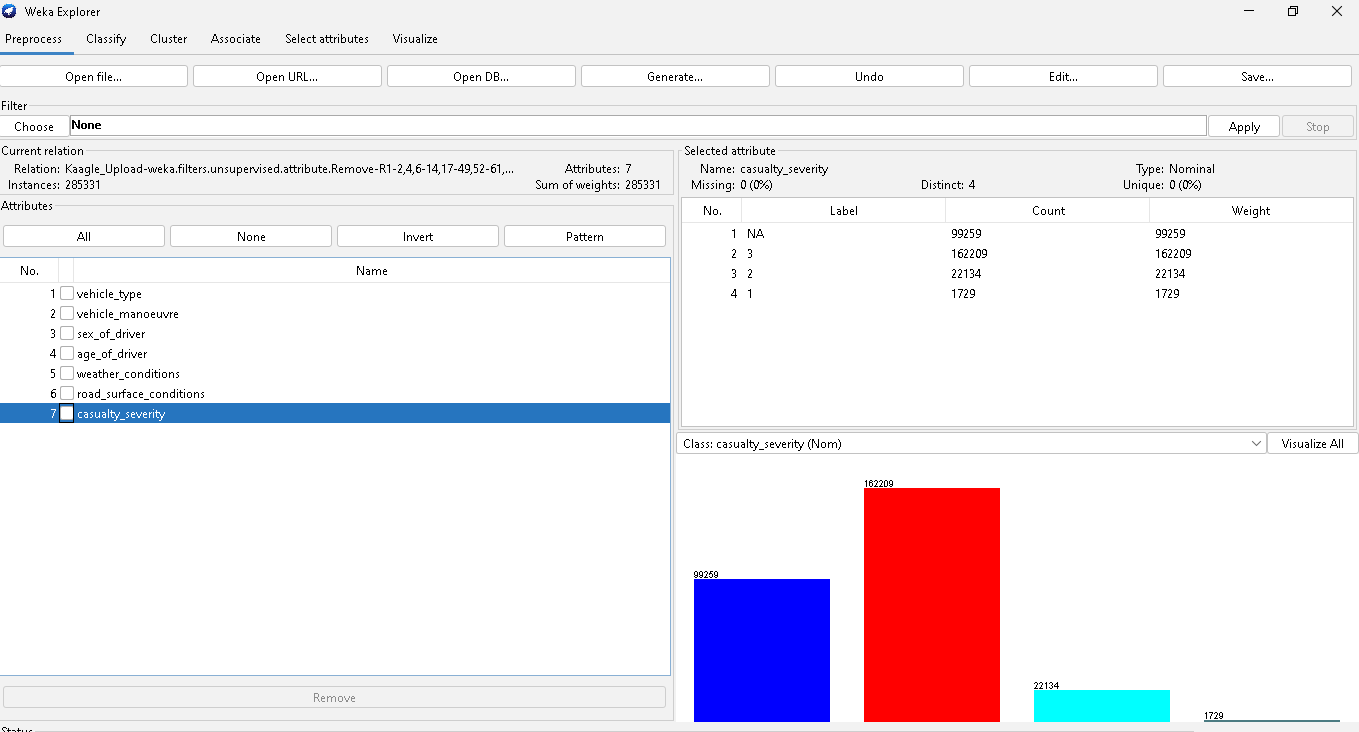 Weka Explorer
Preprocess Classify Cluster Associate Select attributes Visualize
Open file... Open URL... Open DB... Generate... Undo Edit... Save...
Filter
Choose None Apply Stop
Current relation
Relation: Kaagle_Upload-weka.filters.unsupervised.attribute.Remove-R1-2,4,6-14,17-49,52-61,... Attributes: 7
Instances: 285331 Sum of weights: 285331
Attributes
All None Invert Pattern
No. Name
1 vehicle_type
2 vehicle_manoeuvre
3 sex_of_driver
4 age_of_driver
5 weather_conditions
6 road_surface_conditions
7 casualty_severity
Remove
Status
Selected attribute
Name: casualty_severity Type: Nominal
Missing: 0 (0%) Distinct: 4 Unique: 0 (0%)
No. Label Count Weight
1 NA 99259 99259
2 3 162209 162209
3 2 22134 22134
4 1 1729 1729
Class: casualty_severity (Nom) Visualize All
162209
99259
22134
1729